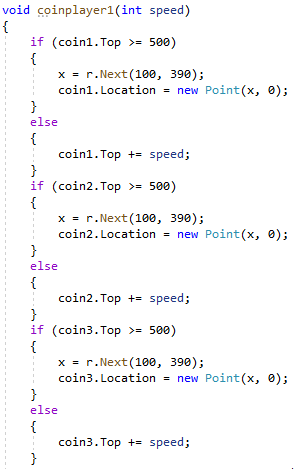 void coinplayer1(int speed)
{
    if (coin1.Top >= 500)
    {
        x = r.Next(100, 390);
        coin1.Location = new Point(x, 0);
    }
    else
    {
        coin1.Top += speed;
    }
    if (coin2.Top >= 500)
    {
        x = r.Next(100, 390);
        coin2.Location = new Point(x, 0);
    }
    else
    {
        coin2.Top += speed;
    }
    if (coin3.Top >= 500)
    {
        x = r.Next(100, 390);
        coin3.Location = new Point(x, 0);
    }
    else
    {
        coin3.Top += speed;
    }